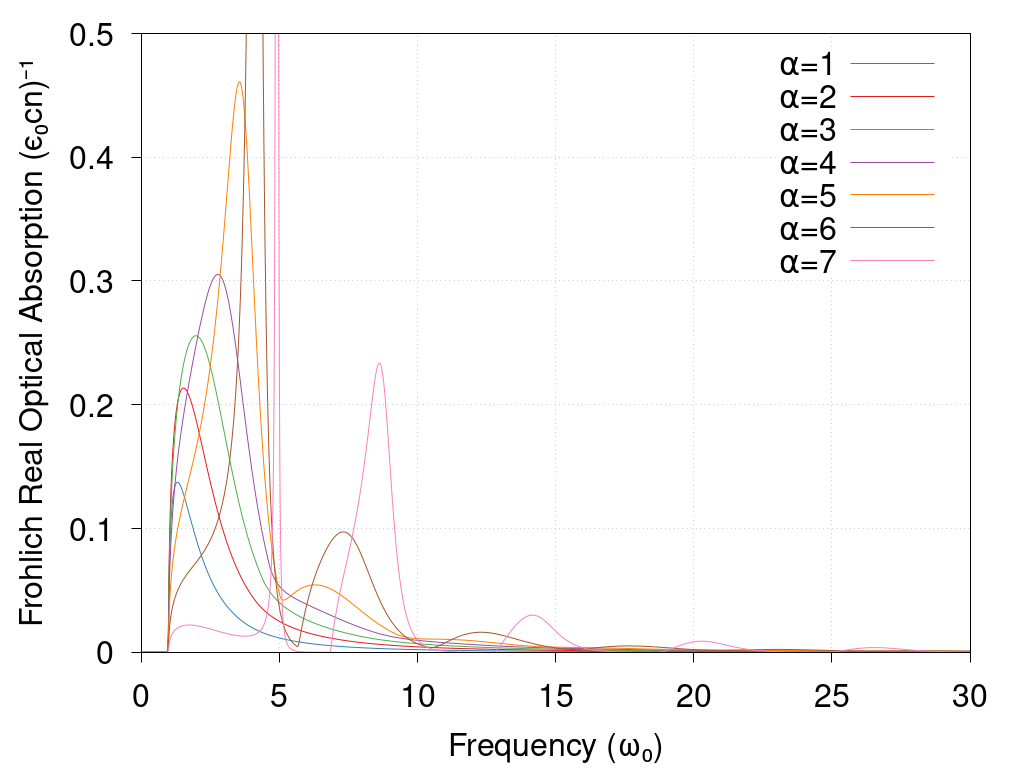 Frohlich Real Optical Absorption (ϵ₀cn)⁻¹
0.5
0.4
0.3
0.2
0.1
0
0 5 10 15 20 25 30
Frequency (ω₀)
α=1
α=2
α=3
α=4
α=5
α=6
α=7